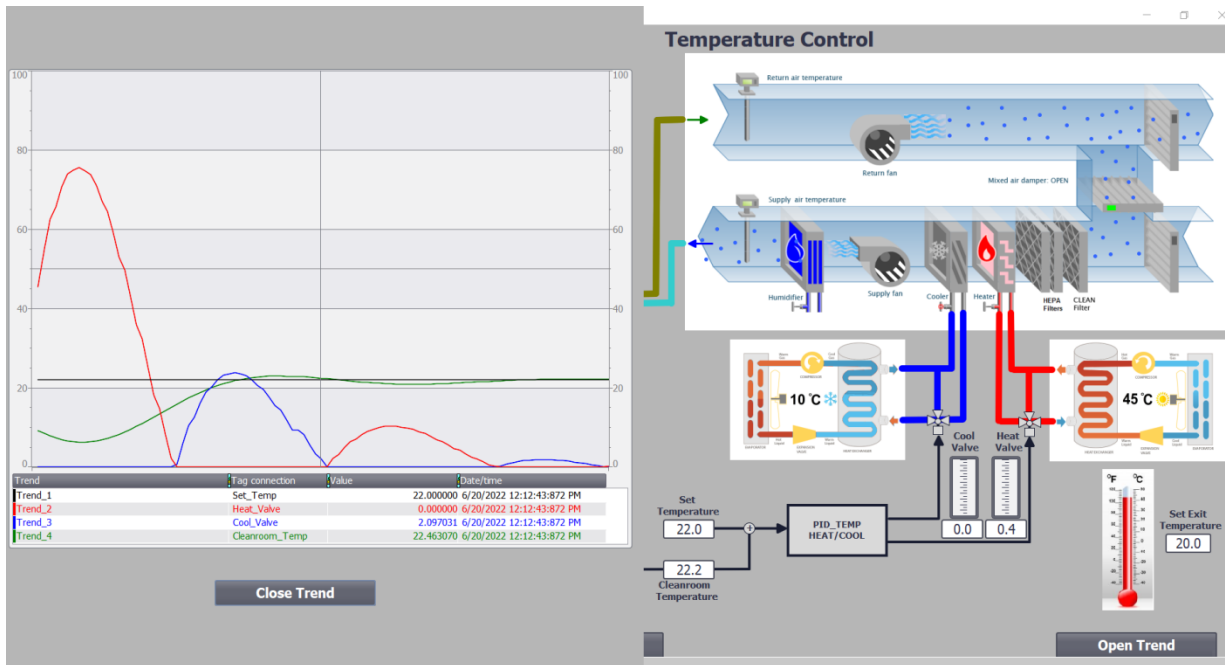 100
80
60
40
20
0
100
80
60
40
20
0
Trend Tag connection Value Date/time
Trend_1 Set_Temp 22.000000 6/20/2022 12:12:43:872 PM
Trend_2 Heat_Valve 0.000000 6/20/2022 12:12:43:872 PM
Trend_3 Cool_Valve 2.097031 6/20/2022 12:12:43:872 PM
Trend_4 Cleanroom_Temp 22.463070 6/20/2022 12:12:43:872 PM
Close Trend
Temperature Control
Return air temperature
Return fan
Mixed air damper: OPEN
Supply air temperature
Humidifier
Supply fan
Cooler
Heater
HEPA
Filters
CLEAN
Filter
10 °C
45 °C
COMPRESSOR
COMPRESSOR
Cool
Valve
Heat
Valve
0.0
0.4
Set
Temperature
22.0
PID_TEMP
HEAT/COOL
22.2
Cleanroom
Temperature
°F °C
Set Exit
Temperature
20.0
Open Trend